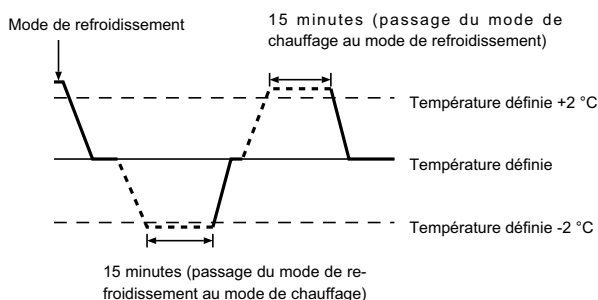 Mode de refroidissement
15 minutes (passage du mode de
chauffage au mode de refroidissement)
Température définie +2 °C
Température définie
Température définie -2 °C
15 minutes (passage du mode de re-
froidissement au mode de chauffage)